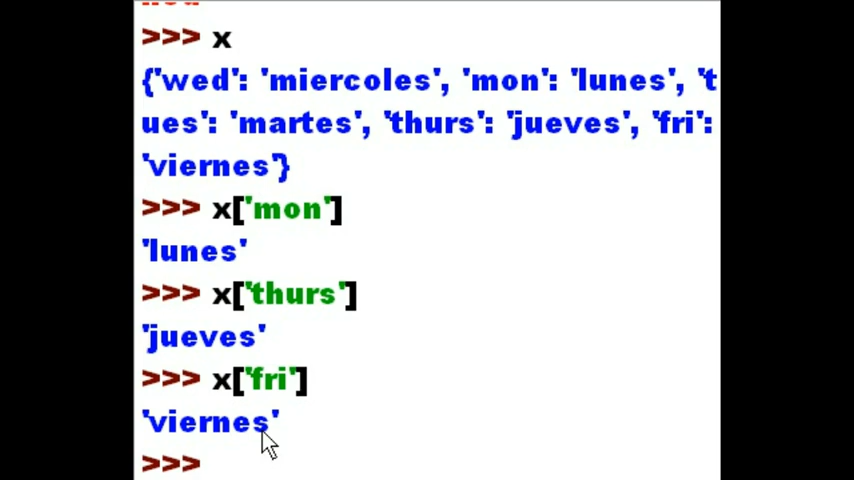 >>> x
{'wed': 'miercoles', 'mon': 'lunes', 't
ues': 'martes', 'thurs': 'jueves', 'fri':
'viernes'}
>>> x['mon']
'lunes'
>>> x['thurs']
'jueves'
>>> x['fri']
'viernes'
>>>